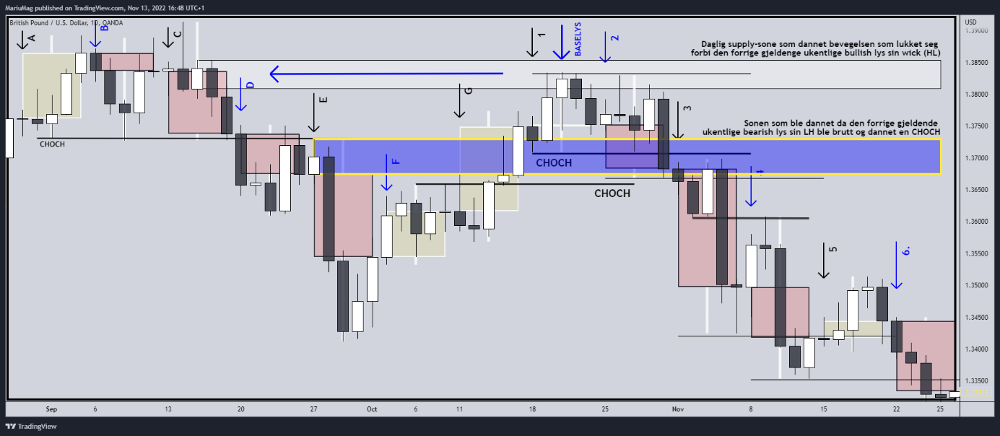 MariuMag published on TradingView.com, Nov 13, 2022 16:48 UTC+1
British Pound / U.S. Dollar, 1D, OANDA
USD
A
B
C
D
E
F
G
1
BASELYS
2
3
4
5
6.
Daglig supply-sone som dannet bevegelsen som lukket seg
forbi den forrige gjeldenge ukentlige bullish lys sin wick (HL)
Sonen som ble dannet da den forrige gjeldende
ukentlige bearish lys sin LH ble brutt og dannet en CHOCH
CHOCH
CHOCH
CHOCH
1.39000
1.38500
1.38000
1.37500
1.37000
1.36500
1.36000
1.35500
1.35000
1.34500
1.34000
1.33500
Sep
6
13
20
27
Oct
6
11
18
25
Nov
8
15
22
25
TradingView